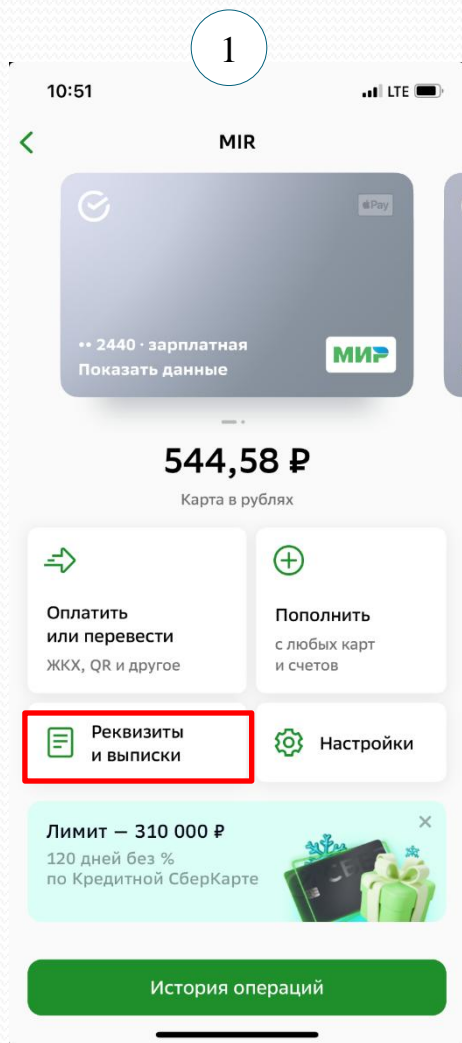 1
10:51
LTE
MIR
Pay
•• 2440 · зарплатная
Показать данные
МИР
544,58 ₽
Карта в рублях
Оплатить
или перевести
ЖКХ, QR и другое
Пополнить
с любых карт
и счетов
Реквизиты
и выписки
Настройки
Лимит — 310 000 ₽
120 дней без %
по Кредитной СберКарте
История операций